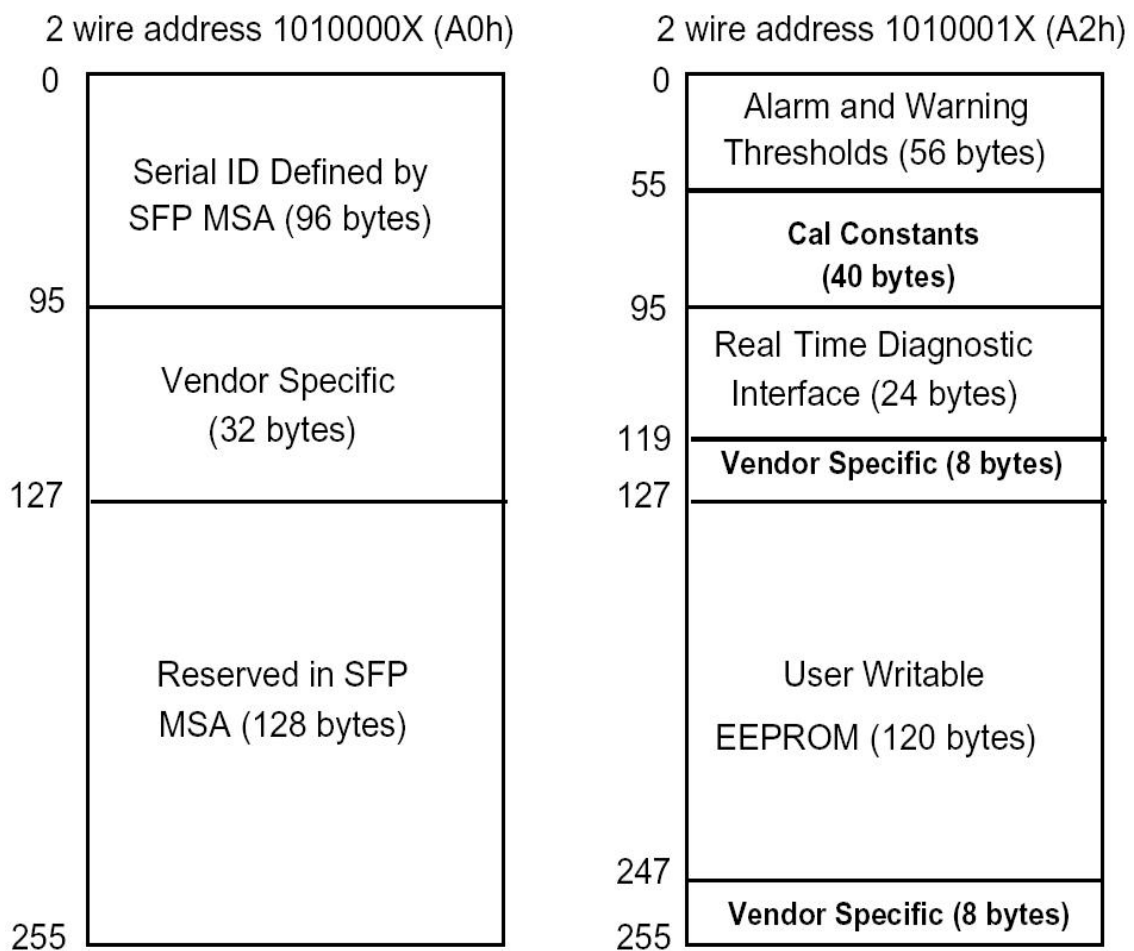 2 wire address 1010000X (A0h)
0
Serial ID Defined by
SFP MSA (96 bytes)
95
Vendor Specific
(32 bytes)
127
Reserved in SFP
MSA (128 bytes)
255
2 wire address 1010001X (A2h)
0
Alarm and Warning
Thresholds (56 bytes)
55
Cal Constants
(40 bytes)
95
Real Time Diagnostic
Interface (24 bytes)
119
Vendor Specific (8 bytes)
127
User Writable
EEPROM (120 bytes)
247
Vendor Specific (8 bytes)
255